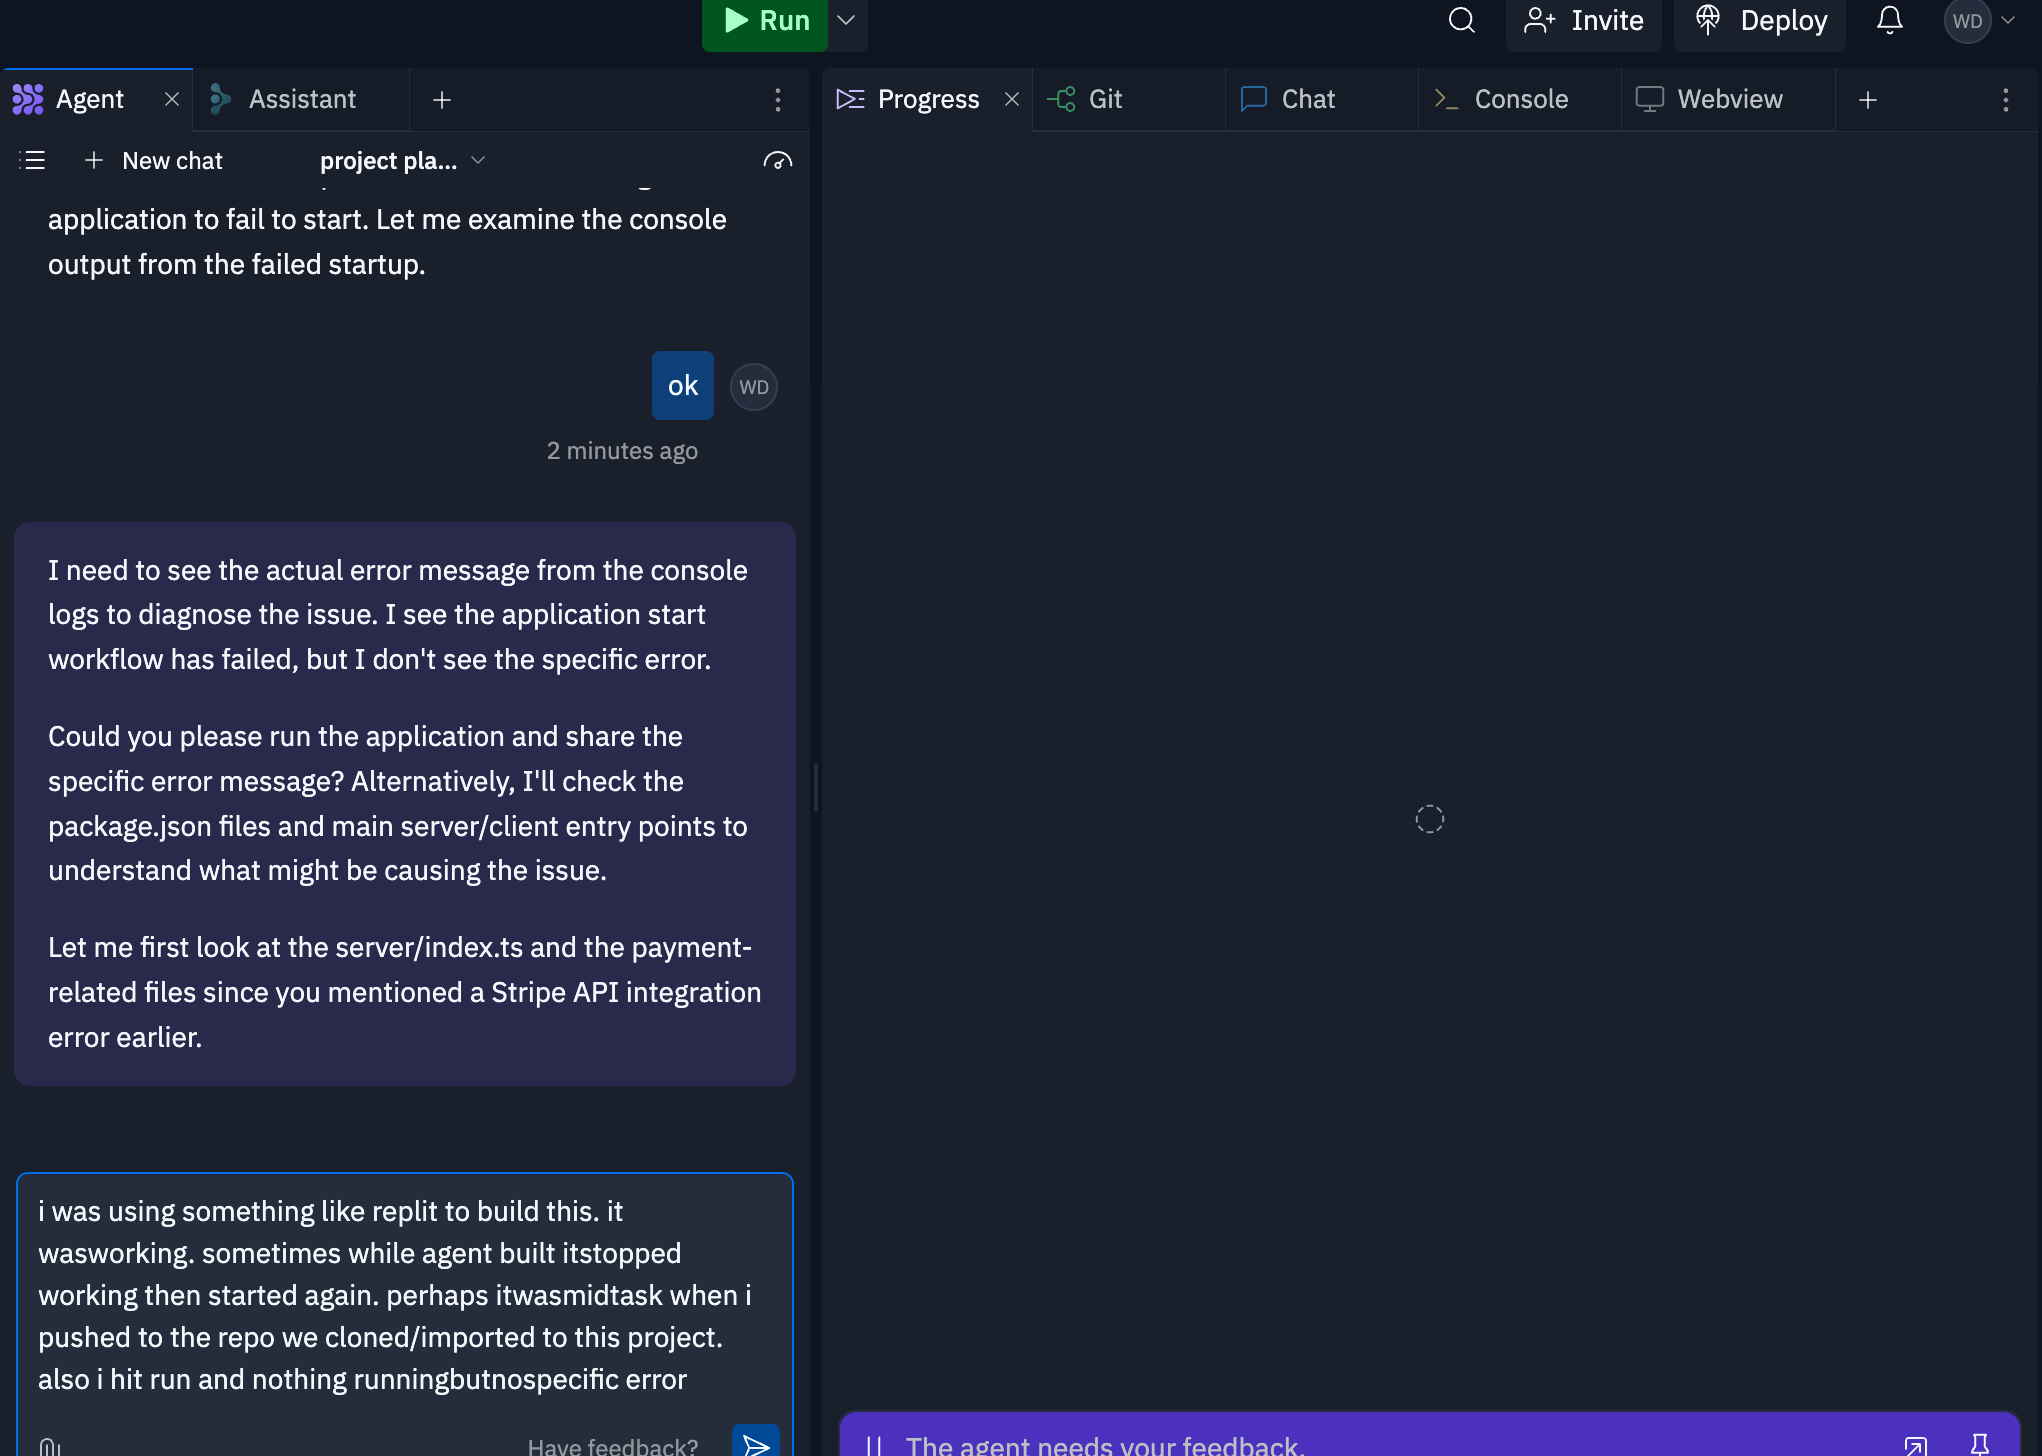 Run
Invite
Deploy
WD
Agent
Assistant
Progress
Git
Chat
Console
Webview
New chat
project pla...
application to fail to start. Let me examine the console
output from the failed startup.
ok
WD
2 minutes ago
I need to see the actual error message from the console
logs to diagnose the issue. I see the application start
workflow has failed, but I don't see the specific error.
Could you please run the application and share the
specific error message? Alternatively, I'll check the
package.json files and main server/client entry points to
understand what might be causing the issue.
Let me first look at the server/index.ts and the payment-
related files since you mentioned a Stripe API integration
error earlier.
i was using something like replit to build this. it
wasworking. sometimes while agent built itstopped
working then started again. perhaps itwasmidtask when i
pushed to the repo we cloned/imported to this project.
also i hit run and nothing runningbutnospecific error
Have feedback?
The agent needs your feedback.